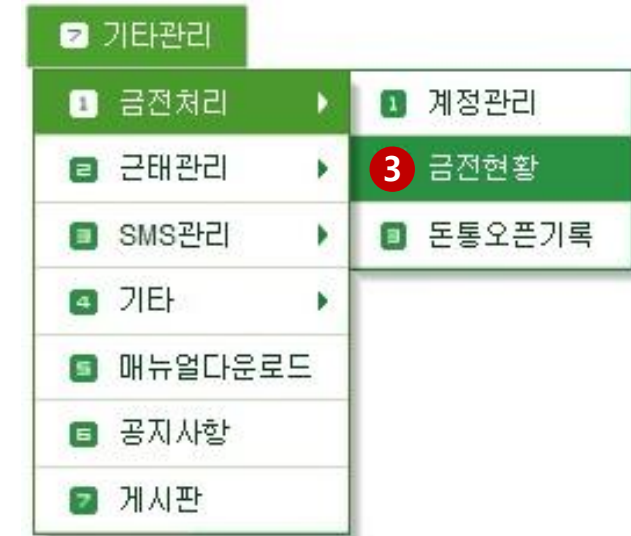 7 기타관리
1 금전처리
2 근태관리
3 SMS관리
4 기타
5 매뉴얼다운로드
6 공지사항
7 게시판
1 계정관리
3 금전현황
3 돈통오픈기록